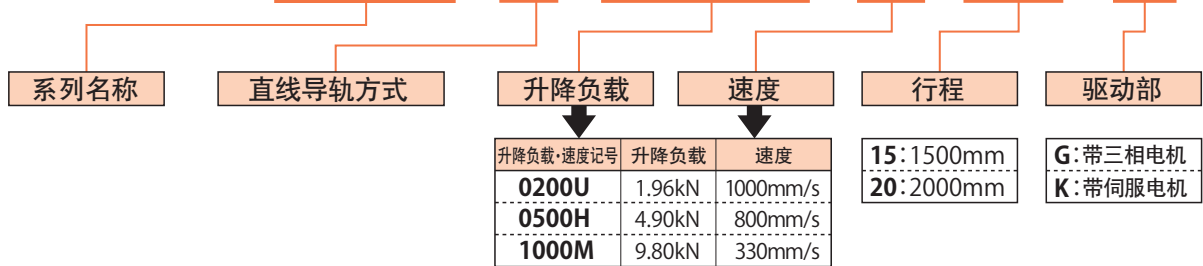 系列名称 直线导轨方式 升降负载 速度 行程 驱动部
升降负载·速度记号 升降负载 速度
0200U 1.96kN 1000mm/s
0500H 4.90kN 800mm/s
1000M 9.80kN 330mm/s
15:1500mm
20:2000mm
G:带三相电机
K:带伺服电机